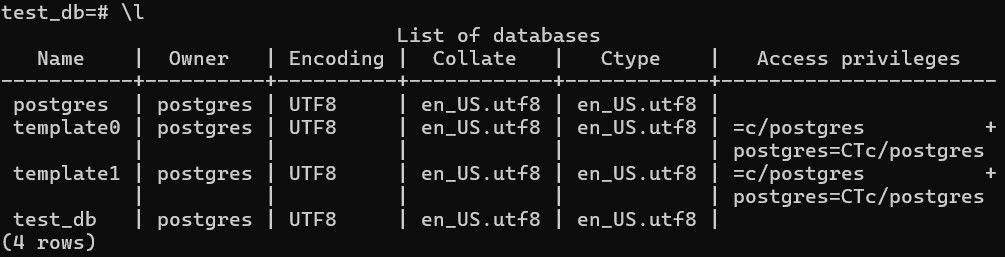 test_db=# \l
                                 List of databases
   Name    |  Owner   | Encoding |  Collate   |   Ctype    |   Access privileges
-----------+----------+----------+------------+------------+-----------------------
 postgres  | postgres | UTF8     | en_US.utf8 | en_US.utf8 |
 template0 | postgres | UTF8     | en_US.utf8 | en_US.utf8 | =c/postgres          +
           |          |          |            |            | postgres=CTc/postgres
 template1 | postgres | UTF8     | en_US.utf8 | en_US.utf8 | =c/postgres          +
           |          |          |            |            | postgres=CTc/postgres
 test_db   | postgres | UTF8     | en_US.utf8 | en_US.utf8 |
(4 rows)